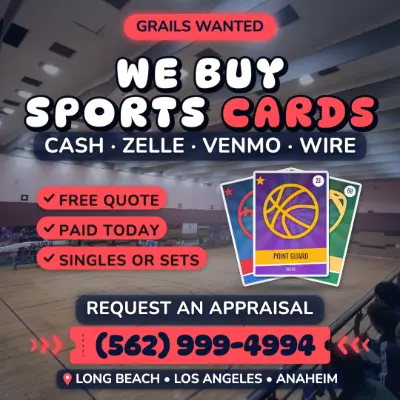 GRAILS WANTED
WE BUY
SPORTS CARDS
CASH · ZELLE · VENMO · WIRE
FREE QUOTE
PAID TODAY
SINGLES OR SETS
23
POINT GUARD
REQUEST AN APPRAISAL
(562) 999-4994
LONG BEACH • LOS ANGELES • ANAHEIM